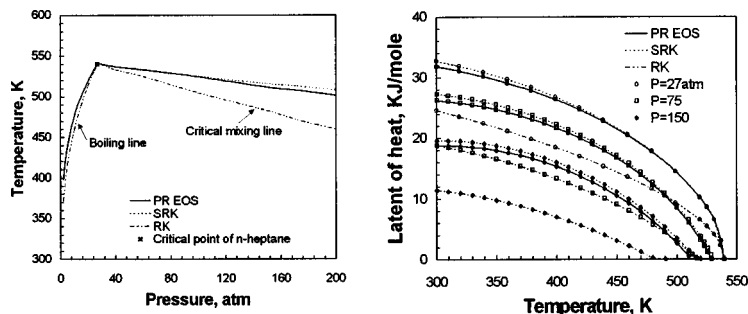 600
550
500
450
400
350
300
Temperature, K
Boiling line
Critical mixing line
PR EOS
SRK
RK
Critical point of n-heptane
0 40 80 120 160 200
Pressure, atm
40
30
20
10
0
Latent of heat, KJ/mole
PR EOS
SRK
RK
P=27atm
P=75
P=150
300 350 400 450 500 550
Temperature, K